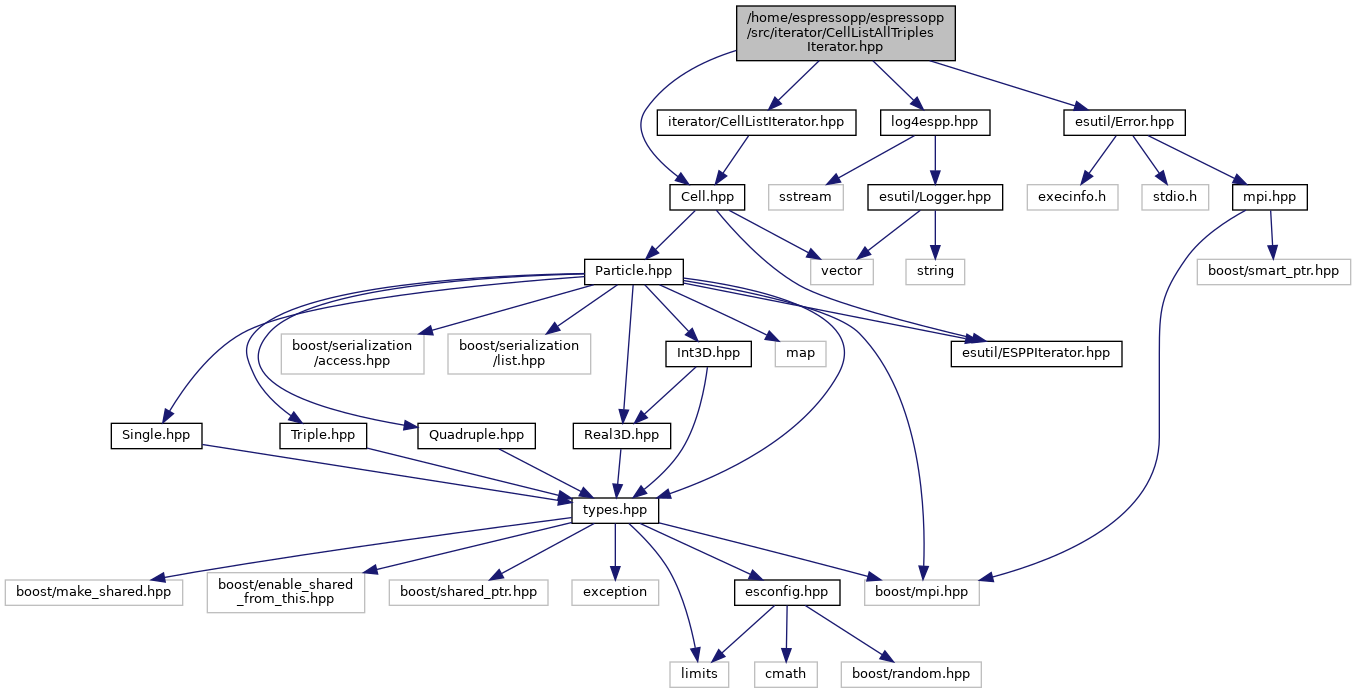 /home/espressopp/espressopp
/src/iterator/CellListAllTriples
Iterator.hpp
iterator/CellListIterator.hpp
log4espp.hpp
esutil/Error.hpp
Cell.hpp
sstream
esutil/Logger.hpp
execinfo.h
stdio.h
mpi.hpp
Particle.hpp
vector
string
boost/smart_ptr.hpp
boost/serialization
/access.hpp
boost/serialization
/list.hpp
Int3D.hpp
map
esutil/ESPPIterator.hpp
Single.hpp
Triple.hpp
Quadruple.hpp
Real3D.hpp
types.hpp
boost/make_shared.hpp
boost/enable_shared
_from_this.hpp
boost/shared_ptr.hpp
exception
esconfig.hpp
boost/mpi.hpp
limits
cmath
boost/random.hpp